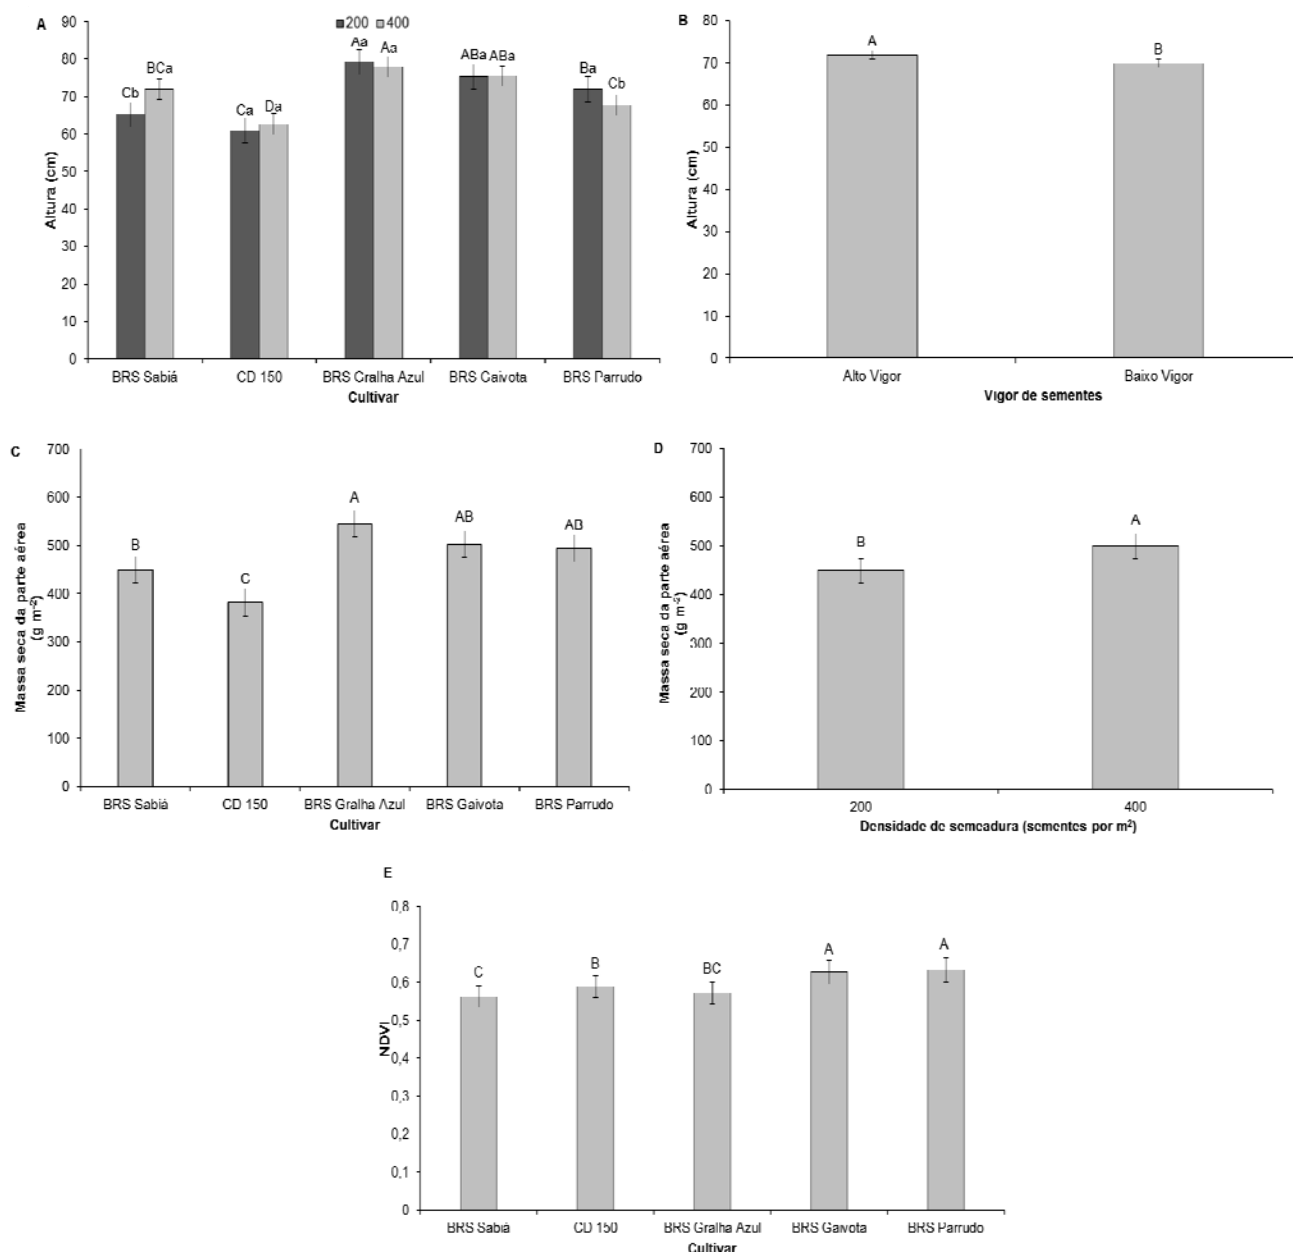 A
■200 ■400
90
80
70
60
50
40
30
20
10
0
Altura (cm)
Cb BCa Ca Da Aa Aa ABa ABa Ba Cb
BRS Sabiá CD 150 BRS Gralha Azul BRS Gaivota BRS Parrudo
Cultivar
B
80
70
60
50
40
30
20
10
0
Altura (cm)
A B
Alto Vigor Baixo Vigor
Vigor de sementes
C
700
600
500
400
300
200
100
0
Massa seca da parte aérea
(g m⁻²)
B C A AB AB
BRS Sabiá CD 150 BRS Gralha Azul BRS Gaivota BRS Parrudo
Cultivar
D
700
600
500
400
300
200
100
0
Massa seca da parte aérea
(g m⁻²)
B A
200 400
Densidade de semeadura (sementes por m²)
E
0,8
0,7
0,6
0,5
0,4
0,3
0,2
0,1
0
NDVI
C B BC A A
BRS Sabiá CD 150 BRS Gralha Azul BRS Gaivota BRS Parrudo
Cultivar